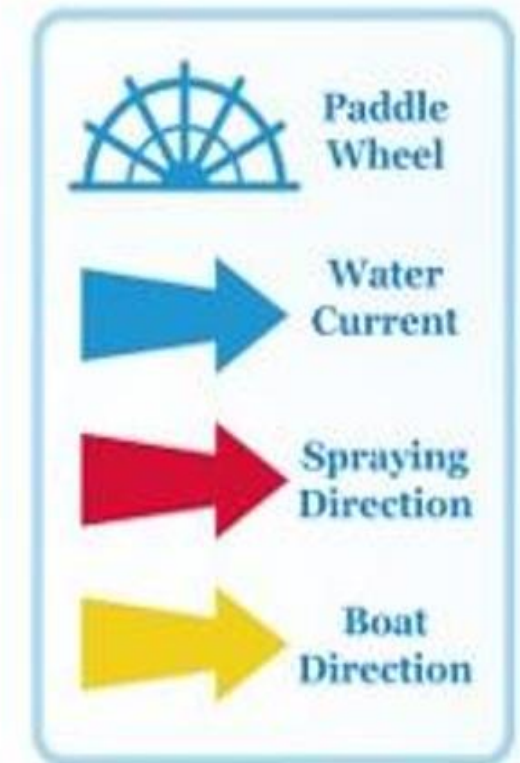 Paddle
Wheel
Water
Current
Spraying
Direction
Boat
Direction